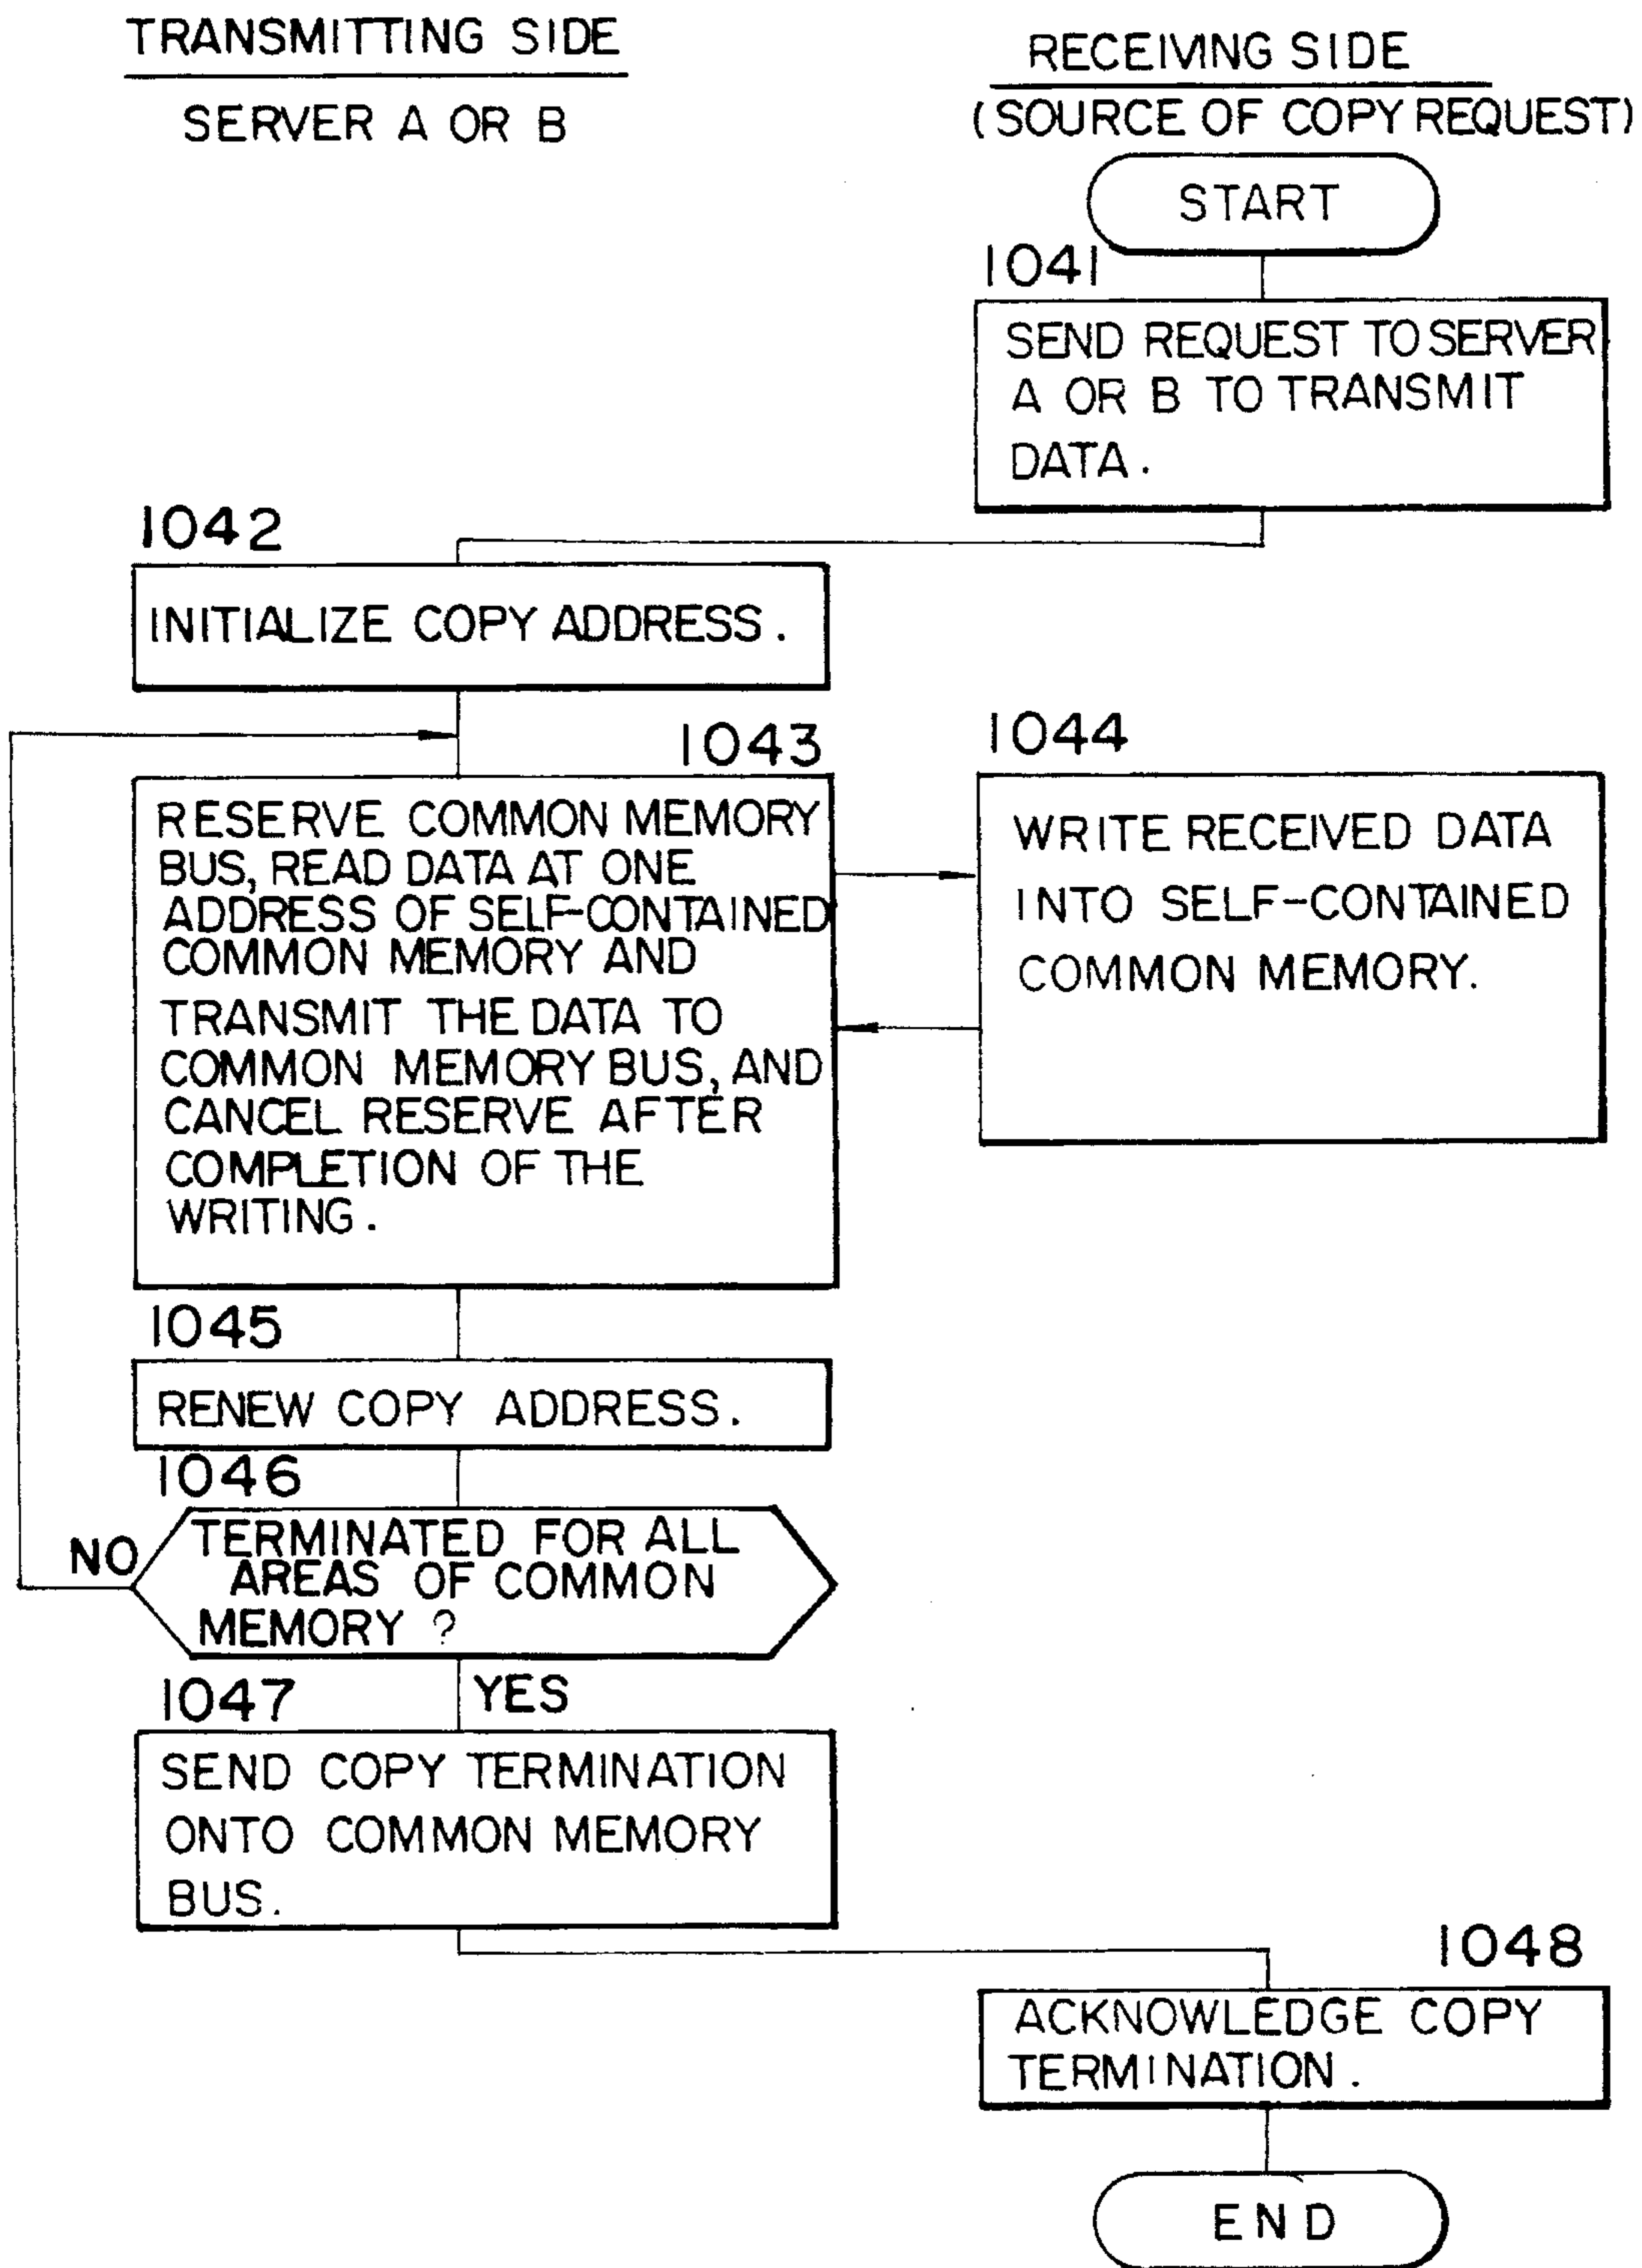 TRANSMITTING SIDE
SERVER A OR B
RECEIVING SIDE
(SOURCE OF COPY REQUEST)
START
1041
SEND REQUEST TO SERVER
A OR B TO TRANSMIT
DATA.
1042
INITIALIZE COPY ADDRESS.
1043
RESERVE COMMON MEMORY
BUS, READ DATA AT ONE
ADDRESS OF SELF-CONTAINED
COMMON MEMORY AND
TRANSMIT THE DATA TO
COMMON MEMORY BUS, AND
CANCEL RESERVE AFTER
COMPLETION OF THE
WRITING.
1044
WRITE RECEIVED DATA
INTO SELF-CONTAINED
COMMON MEMORY.
1045
RENEW COPY ADDRESS.
1046
NO
TERMINATED FOR ALL
AREAS OF COMMON
MEMORY ?
YES
1047
SEND COPY TERMINATION
ONTO COMMON MEMORY
BUS.
1048
ACKNOWLEDGE COPY
TERMINATION.
END